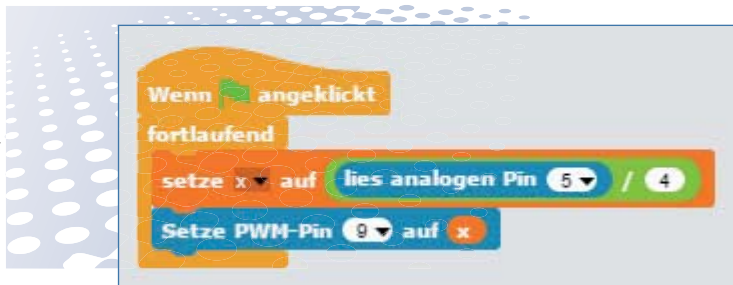 Wenn angeklickt
fortlaufend
setze x auf lies analogen Pin 5 / 4
Setze PWM-Pin 9 auf x